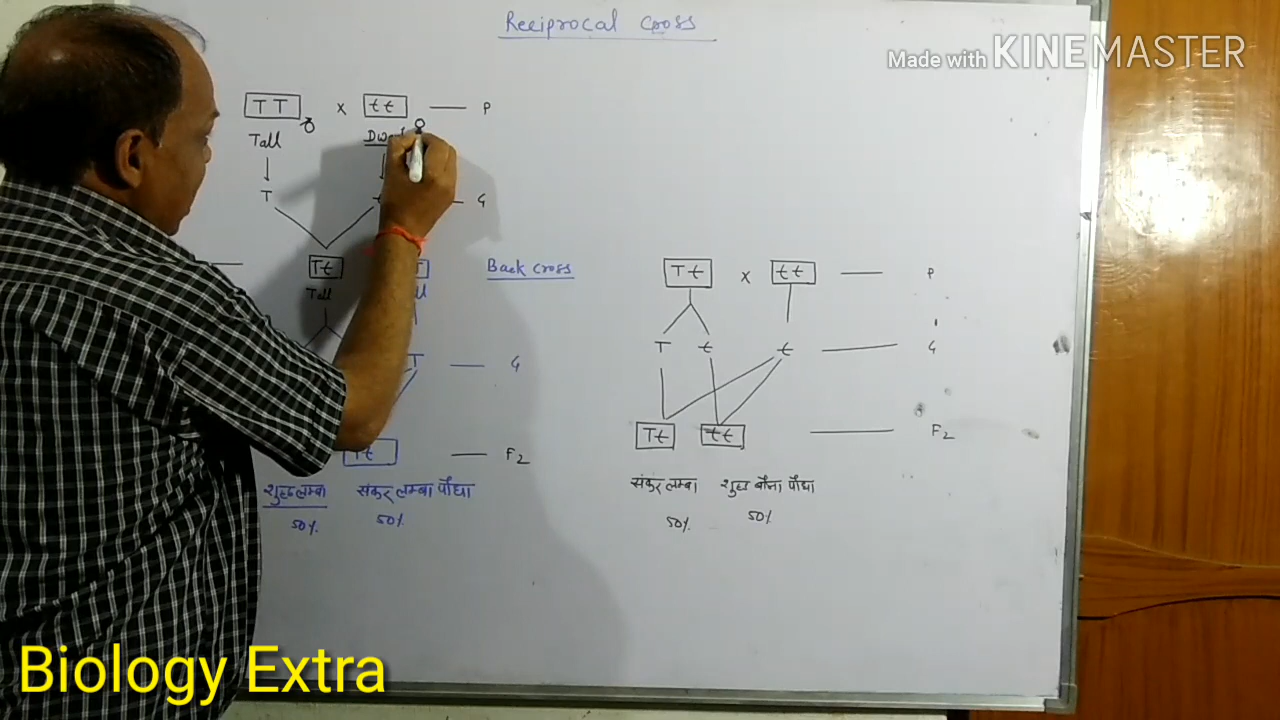 Reciprocal Cross
Made with KINEMASTER
TT ♂ x tt ♀ P
Tall
T G
Tt Back cross
Tall
T G
Tt F2
शुद्ध लम्बा संकर लम्बा पौधा
50% 50%
Tt x tt P
T t t G
Tt tt F2
संकर लम्बा शुद्ध बौना पौधा
50% 50%
Biology Extra